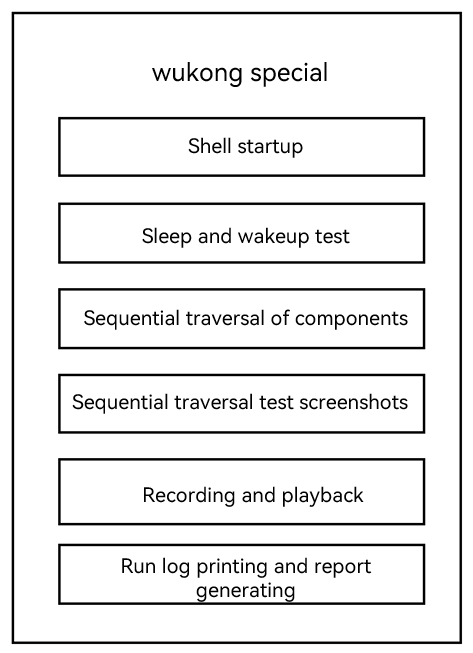 wukong special
Shell startup
Sleep and wakeup test
Sequential traversal of components
Sequential traversal test screenshots
Recording and playback
Run log printing and report
generating